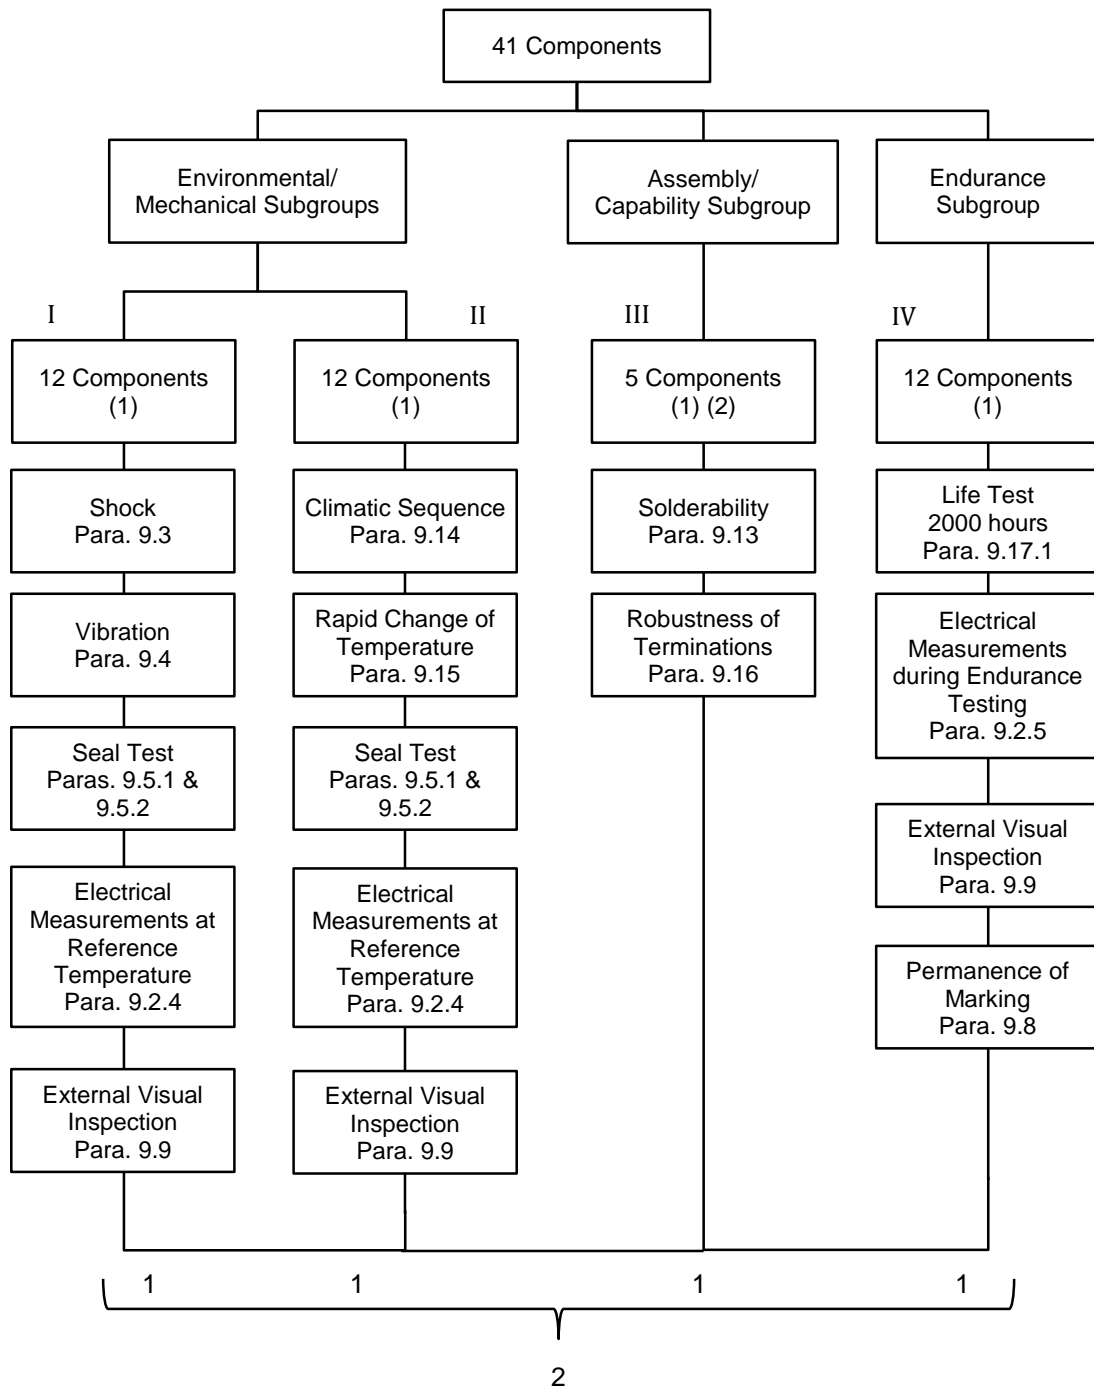 41 Components
Environmental/
Mechanical Subgroups
Assembly/
Capability Subgroup
Endurance
Subgroup
I
II
III
IV
12 Components
(1)
12 Components
(1)
5 Components
(1) (2)
12 Components
(1)
Shock
Para. 9.3
Climatic Sequence
Para. 9.14
Solderability
Para. 9.13
Life Test
2000 hours
Para. 9.17.1
Vibration
Para. 9.4
Rapid Change of
Temperature
Para. 9.15
Robustness of
Terminations
Para. 9.16
Electrical
Measurements
during Endurance
Testing
Para. 9.2.5
Seal Test
Paras. 9.5.1 &
9.5.2
Seal Test
Paras. 9.5.1 &
9.5.2
External Visual
Inspection
Para. 9.9
Electrical
Measurements at
Reference
Temperature
Para. 9.2.4
Electrical
Measurements at
Reference
Temperature
Para. 9.2.4
Permanence of
Marking
Para. 9.8
External Visual
Inspection
Para. 9.9
External Visual
Inspection
Para. 9.9
1
1
1
1
2